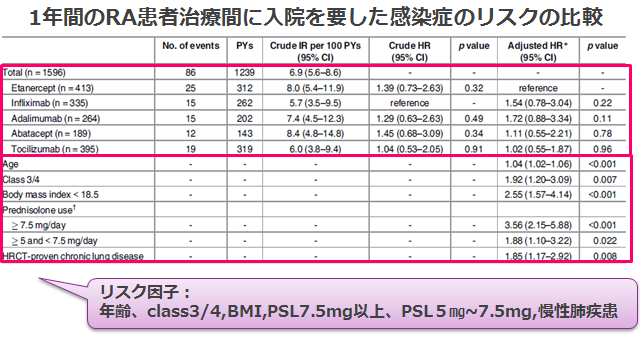 1年間のRA患者治療間に入院を要した感染症のリスクの比較
No. of events PYs Crude IR per 100 PYs (95% CI) Crude HR (95% CI) p value Adjusted HR* (95% CI) p value
Total (n = 1596) 86 1239 6.9 (5.6–8.6) - - - -
Etanercept (n = 413) 25 312 8.0 (5.4–11.9) 1.39 (0.73–2.63) 0.32 reference -
Infliximab (n = 335) 15 262 5.7 (3.5–9.5) reference - 1.54 (0.78–3.04) 0.22
Adalimumab (n = 264) 15 202 7.4 (4.5–12.3) 1.29 (0.63–2.63) 0.49 1.72 (0.88–3.34) 0.11
Abatacept (n = 189) 12 143 8.4 (4.8–14.8) 1.45 (0.68–3.09) 0.34 1.11 (0.55–2.21) 0.78
Tocilizumab (n = 395) 19 319 6.0 (3.8–9.4) 1.04 (0.53–2.05) 0.91 1.02 (0.55–1.87) 0.96
Age - - - - - 1.04 (1.02–1.06) <0.001
Class 3/4 - - - - - 1.92 (1.20–3.09) 0.007
Body mass index < 18.5 - - - - - 2.55 (1.57–4.14) <0.001
Prednisolone use†
≥ 7.5 mg/day - - - - - 3.56 (2.15–5.88) <0.001
≥ 5 and < 7.5 mg/day - - - - - 1.88 (1.10–3.22) 0.022
HRCT-proven chronic lung disease - - - - - 1.85 (1.17–2.92) 0.008
リスク因子：
年齢、class3/4,BMI,PSL7.5mg以上、PSL５㎎~7.5mg,慢性肺疾患